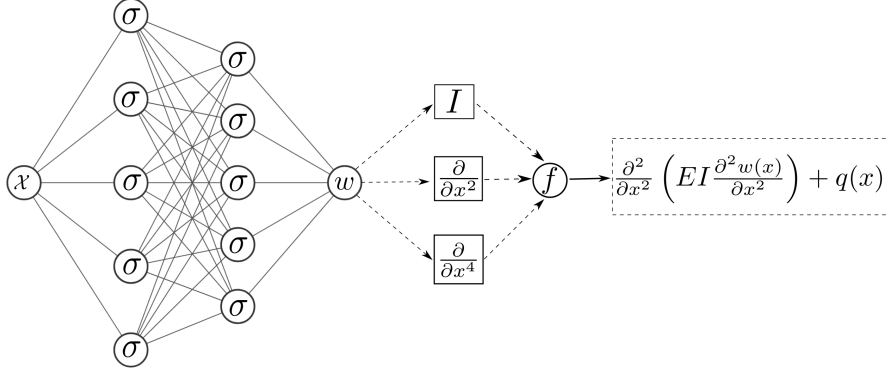 σ
σ
σ
σ
σ
σ
σ
σ
σ
σ
x
w
I
∂/∂x²
∂/∂x⁴
f
∂²/∂x² (EI ∂²w(x)/∂x²) + q(x)